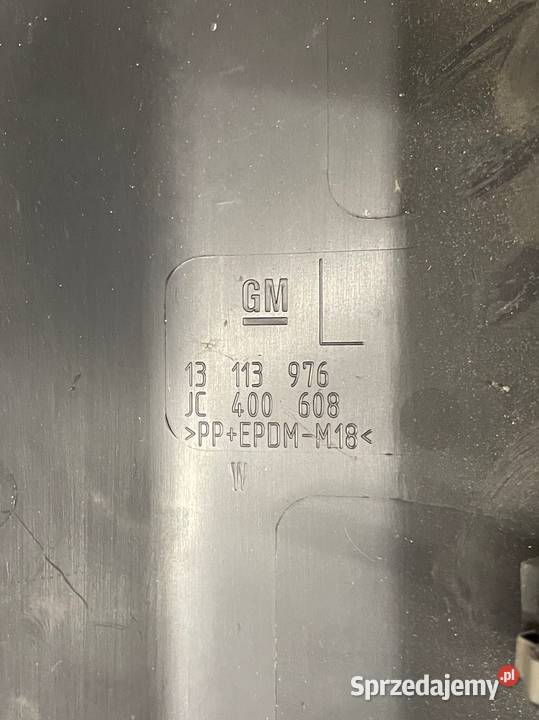 GM
L
13 113 976
JC 400 608
>PP+EPDM-M18<
W
Sprzedajemy.pl